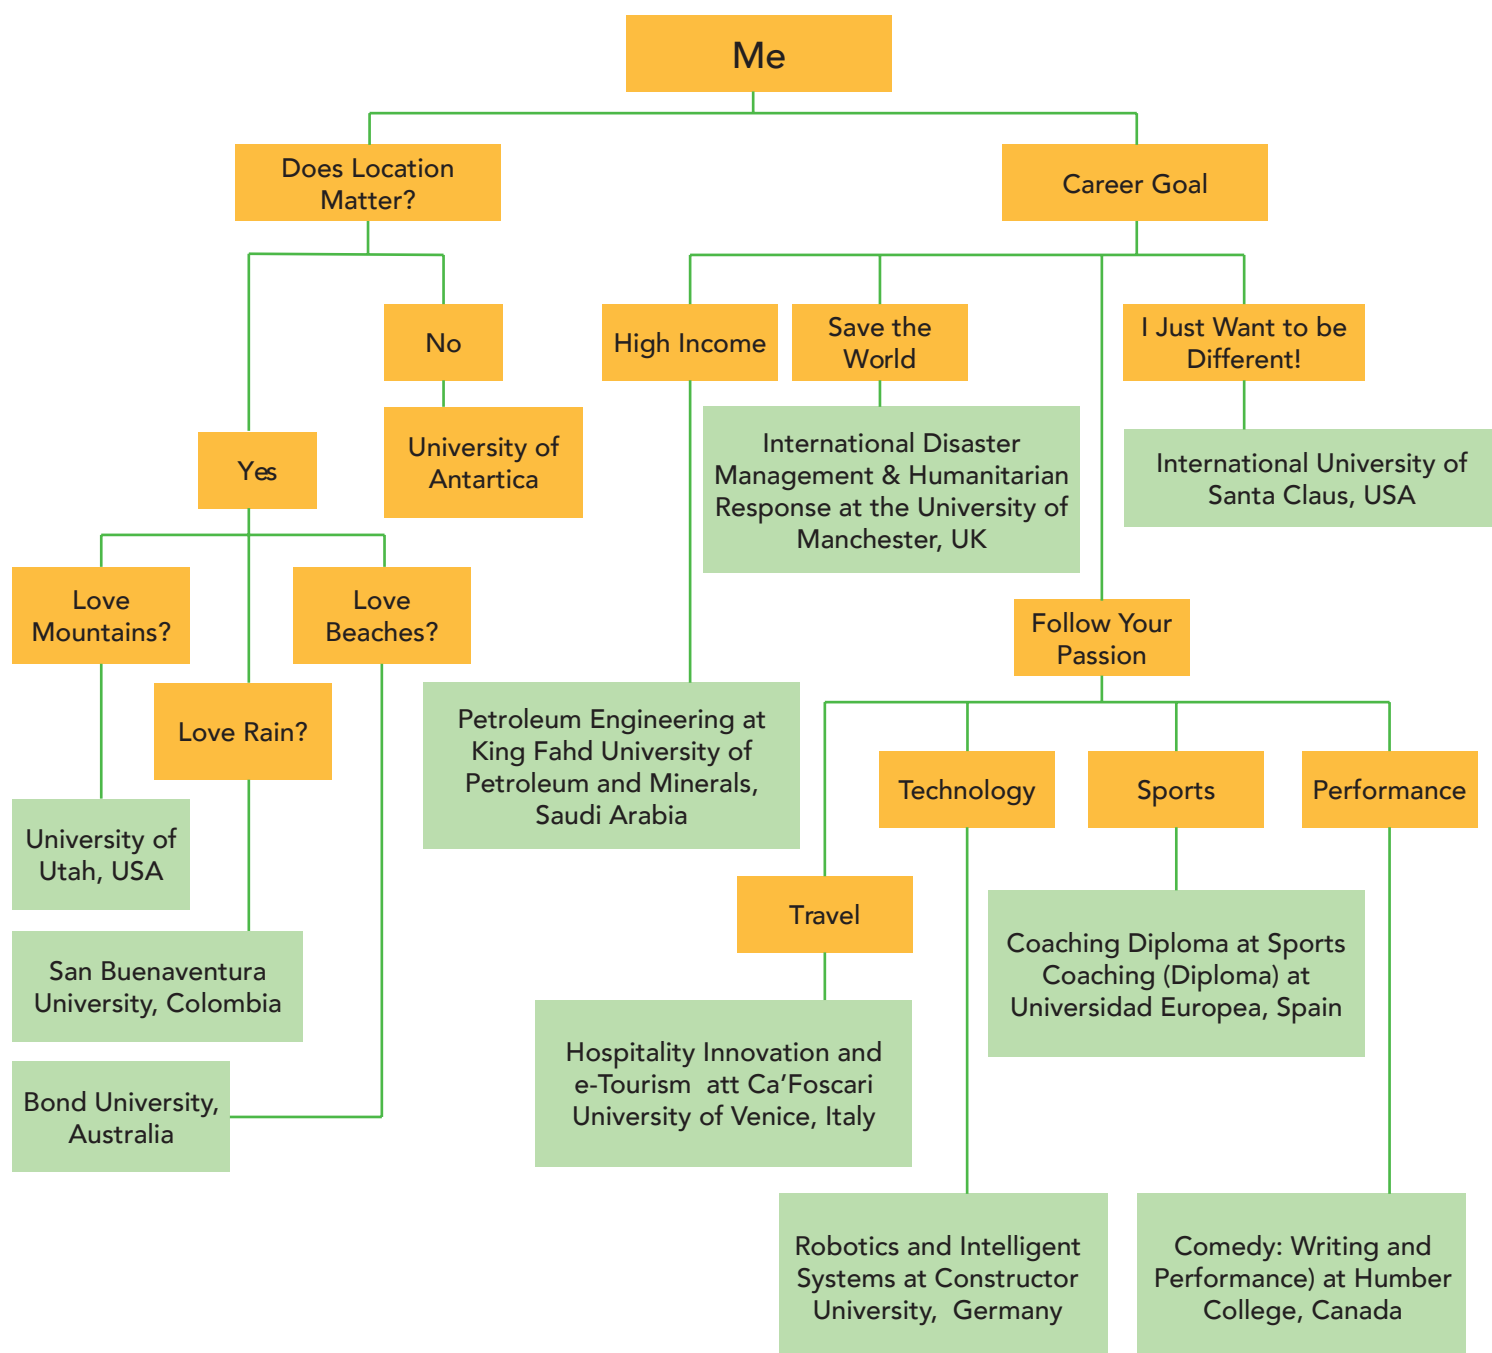 Me
Does Location
Matter?
Career Goal
No
High Income
Save the
World
I Just Want to be
Different!
University of
Antartica
Yes
International Disaster
Management & Humanitarian
Response at the University of
Manchester, UK
International University of
Santa Claus, USA
Love
Mountains?
Love
Beaches?
Follow Your
Passion
Love Rain?
Petroleum Engineering at
King Fahd University of
Petroleum and Minerals,
Saudi Arabia
Technology
Sports
Performance
University of
Utah, USA
Travel
San Buenaventura
University, Colombia
Coaching Diploma at Sports
Coaching (Diploma) at
Universidad Europea, Spain
Hospitality Innovation and
e-Tourism  att Ca’Foscari
University of Venice, Italy
Bond University,
Australia
Robotics and Intelligent
Systems at Constructor
University,  Germany
Comedy: Writing and
Performance) at Humber
College, Canada